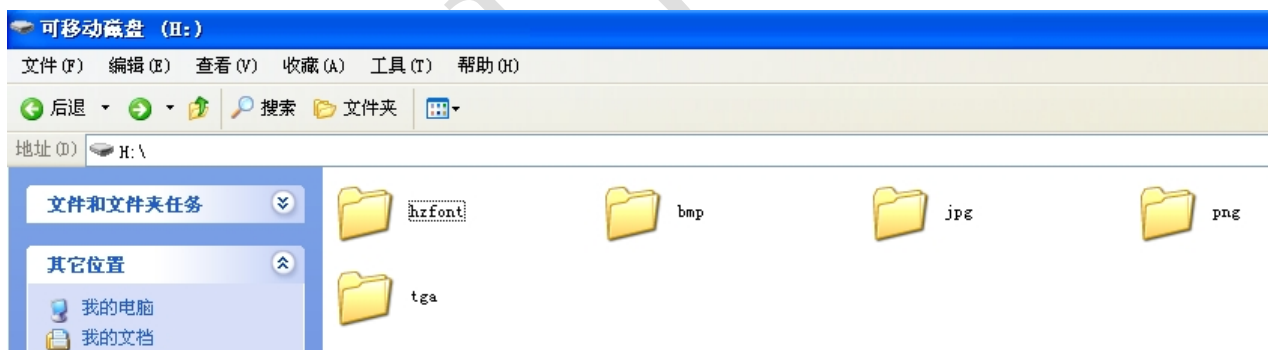 可移动磁盘 (H:)
文件(F) 编辑(E) 查看(V) 收藏(A) 工具(T) 帮助(H)
后退 搜索 文件夹
地址(D) H:\
文件和文件夹任务
hzfont bmp jpg png
其它位置
tga
我的电脑
我的文档